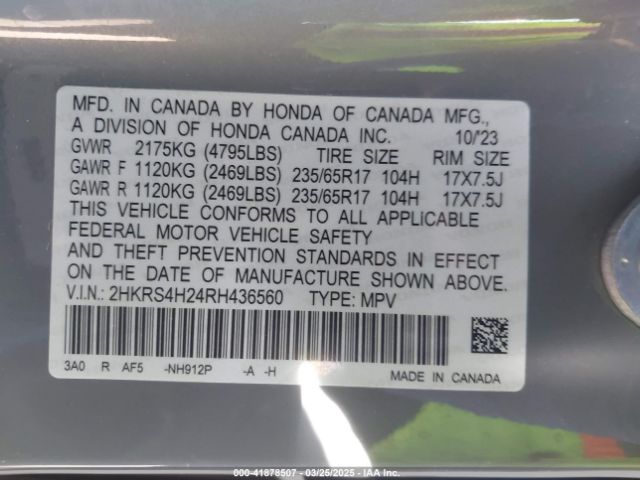 MFD. IN CANADA BY HONDA OF CANADA MFG.,
A DIVISION OF HONDA CANADA INC. 10/'23
GVWR 2175KG (4795LBS) TIRE SIZE RIM SIZE
GAWR F 1120KG (2469LBS) 235/65R17 104H 17X7.5J
GAWR R 1120KG (2469LBS) 235/65R17 104H 17X7.5J
THIS VEHICLE CONFORMS TO ALL APPLICABLE
FEDERAL MOTOR VEHICLE SAFETY
AND THEFT PREVENTION STANDARDS IN EFFECT
ON THE DATE OF MANUFACTURE SHOWN ABOVE.
V.I.N.: 2HKRS4H24RH436560 TYPE: MPV
3A0 R AF5 -NH912P -A -H MADE IN CANADA
000-41878507 - 03/25/2025 - IAA Inc.